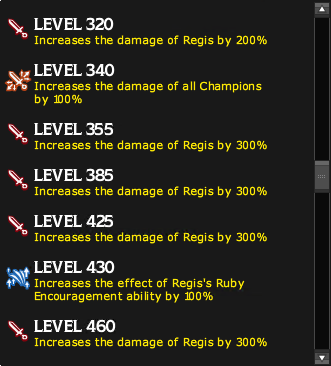 LEVEL 320
Increases the damage of Regis by 200%
LEVEL 340
Increases the damage of all Champions
by 100%
LEVEL 355
Increases the damage of Regis by 300%
LEVEL 385
Increases the damage of Regis by 300%
LEVEL 425
Increases the damage of Regis by 300%
LEVEL 430
Increases the effect of Regis's Ruby
Encouragement ability by 100%
LEVEL 460
Increases the damage of Regis by 300%